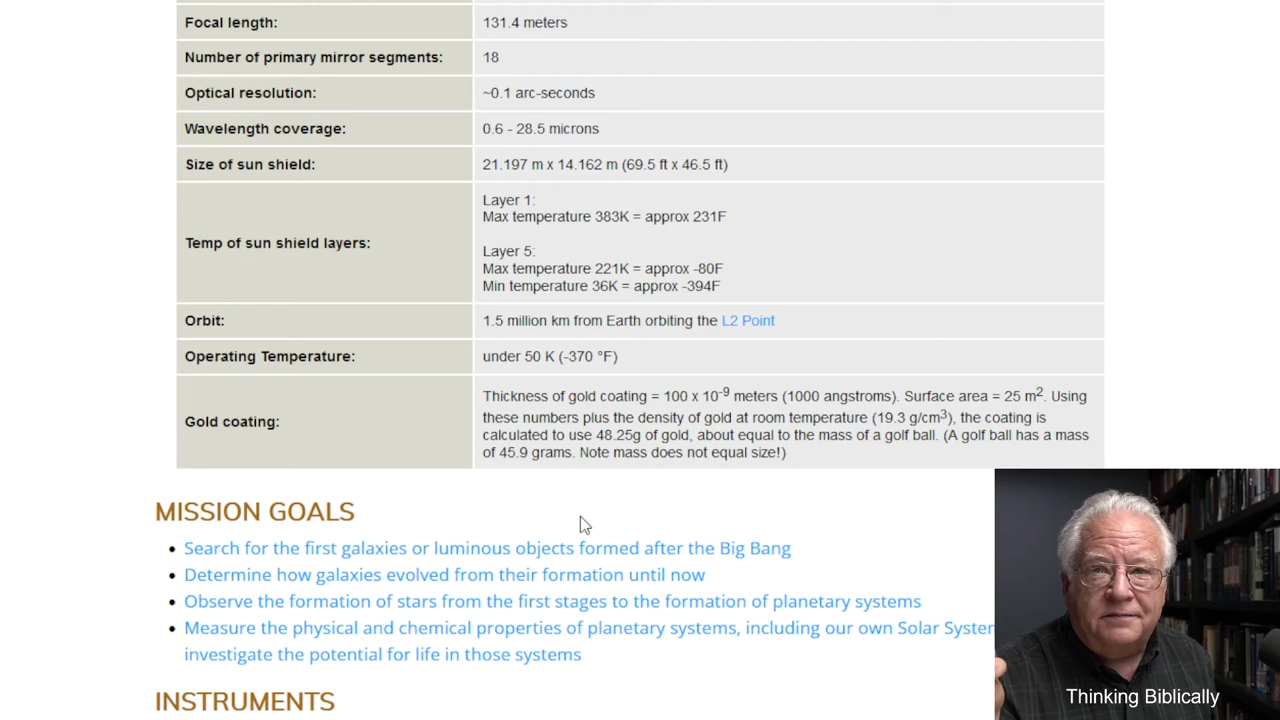 Focal length: 131.4 meters
Number of primary mirror segments: 18
Optical resolution: ~0.1 arc-seconds
Wavelength coverage: 0.6 - 28.5 microns
Size of sun shield: 21.197 m x 14.162 m (69.5 ft x 46.5 ft)
Temp of sun shield layers:
Layer 1:
Max temperature 383K = approx 231F
Layer 5:
Max temperature 221K = approx -80F
Min temperature 36K = approx -394F
Orbit: 1.5 million km from Earth orbiting the L2 Point
Operating Temperature: under 50 K (-370 °F)
Gold coating:
Thickness of gold coating = 100 x 10⁻⁹ meters (1000 angstroms). Surface area = 25 m². Using
these numbers plus the density of gold at room temperature (19.3 g/cm³), the coating is
calculated to use 48.25g of gold, about equal to the mass of a golf ball. (A golf ball has a mass
of 45.9 grams. Note mass does not equal size!)
MISSION GOALS
• Search for the first galaxies or luminous objects formed after the Big Bang
• Determine how galaxies evolved from their formation until now
• Observe the formation of stars from the first stages to the formation of planetary systems
• Measure the physical and chemical properties of planetary systems, including our own Solar
investigate the potential for life in those systems
INSTRUMENTS
Thinking Biblically